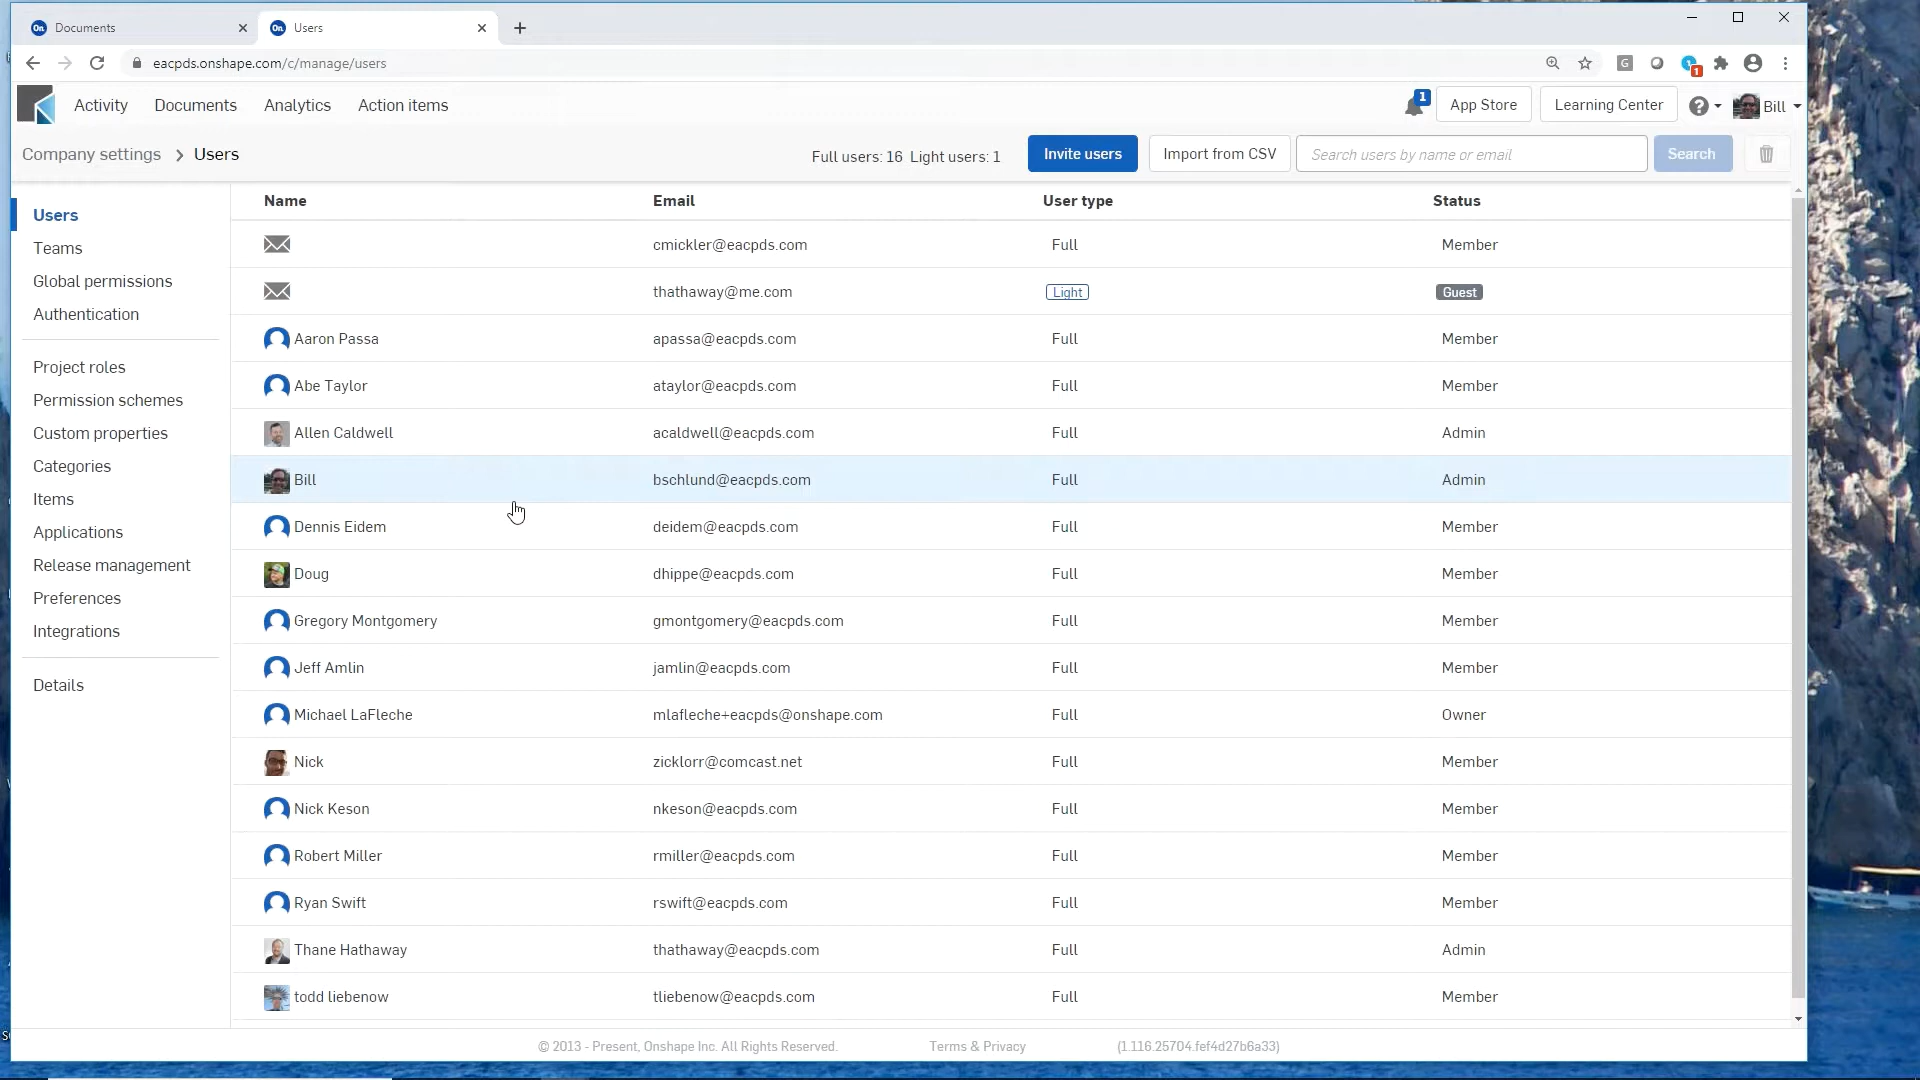 On Documents
On Users
eacpds.onshape.com/c/manage/users
G
1
Activity Documents Analytics Action items
1
App Store
Learning Center
Bill
Company settings > Users
Full users: 16 Light users: 1
Invite users
Import from CSV
Search users by name or email
Search
Users
Teams
Global permissions
Authentication
Project roles
Permission schemes
Custom properties
Categories
Items
Applications
Release management
Preferences
Integrations
Details
Name Email User type Status
cmickler@eacpds.com Full Member
thathaway@me.com Light Guest
Aaron Passa apassa@eacpds.com Full Member
Abe Taylor ataylor@eacpds.com Full Member
Allen Caldwell acaldwell@eacpds.com Full Admin
Bill bschlund@eacpds.com Full Admin
Dennis Eidem deidem@eacpds.com Full Member
Doug dhippe@eacpds.com Full Member
Gregory Montgomery gmontgomery@eacpds.com Full Member
Jeff Amlin jamlin@eacpds.com Full Member
Michael LaFleche mlafleche+eacpds@onshape.com Full Owner
Nick zicklorr@comcast.net Full Member
Nick Keson nkeson@eacpds.com Full Member
Robert Miller rmiller@eacpds.com Full Member
Ryan Swift rswift@eacpds.com Full Member
Thane Hathaway thathaway@eacpds.com Full Admin
todd liebenow tliebenow@eacpds.com Full Member
© 2013 - Present, Onshape Inc. All Rights Reserved. Terms & Privacy (1.116.25704.fef4d27b6a33)